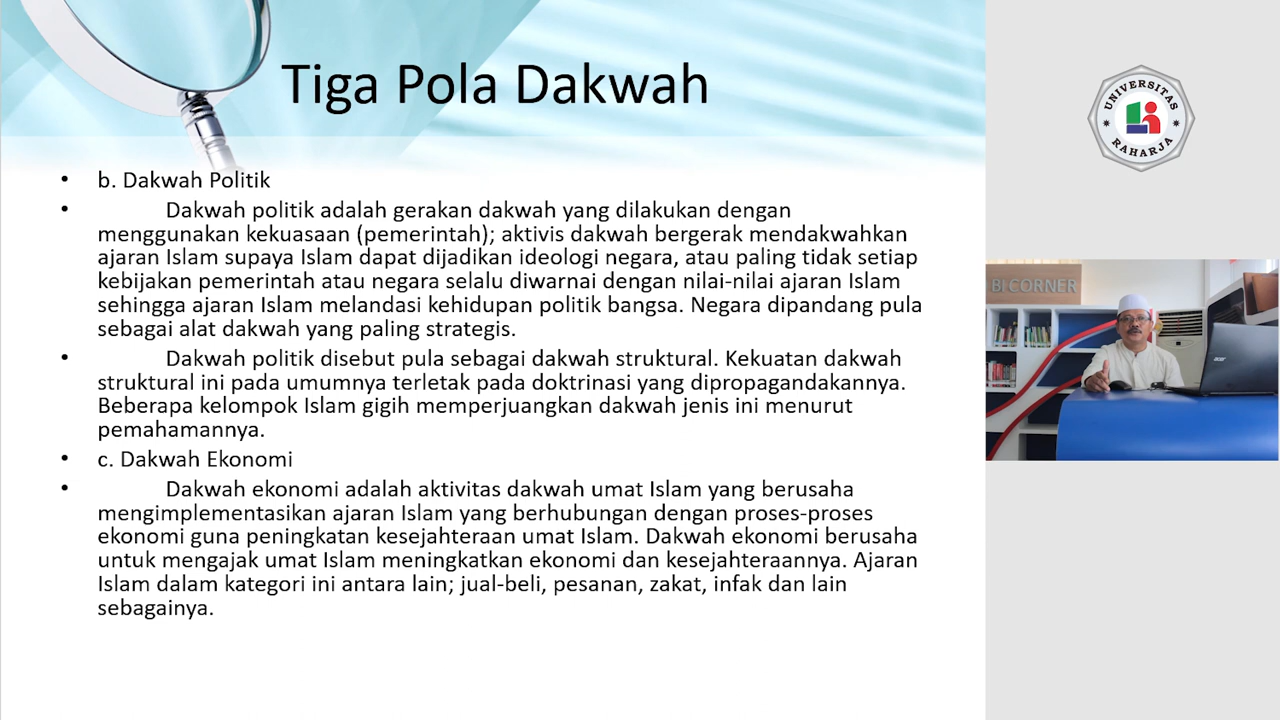 Tiga Pola Dakwah
• b. Dakwah Politik
• Dakwah politik adalah gerakan dakwah yang dilakukan dengan
menggunakan kekuasaan (pemerintah); aktivis dakwah bergerak mendakwahkan
ajaran Islam supaya Islam dapat dijadikan ideologi negara, atau paling tidak setiap
kebijakan pemerintah atau negara selalu diwarnai dengan nilai-nilai ajaran Islam
sehingga ajaran Islam melandasi kehidupan politik bangsa. Negara dipandang pula
sebagai alat dakwah yang paling strategis.
• Dakwah politik disebut pula sebagai dakwah struktural. Kekuatan dakwah
struktural ini pada umumnya terletak pada doktrinasi yang dipropagandakannya.
Beberapa kelompok Islam gigih memperjuangkan dakwah jenis ini menurut
pemahamannya.
• c. Dakwah Ekonomi
• Dakwah ekonomi adalah aktivitas dakwah umat Islam yang berusaha
mengimplementasikan ajaran Islam yang berhubungan dengan proses-proses
ekonomi guna peningkatan kesejahteraan umat Islam. Dakwah ekonomi berusaha
untuk mengajak umat Islam meningkatkan ekonomi dan kesejahteraannya. Ajaran
Islam dalam kategori ini antara lain; jual-beli, pesanan, zakat, infak dan lain
sebagainya.
UNIVERSITAS
RAHARJA
BI CORNER
acer